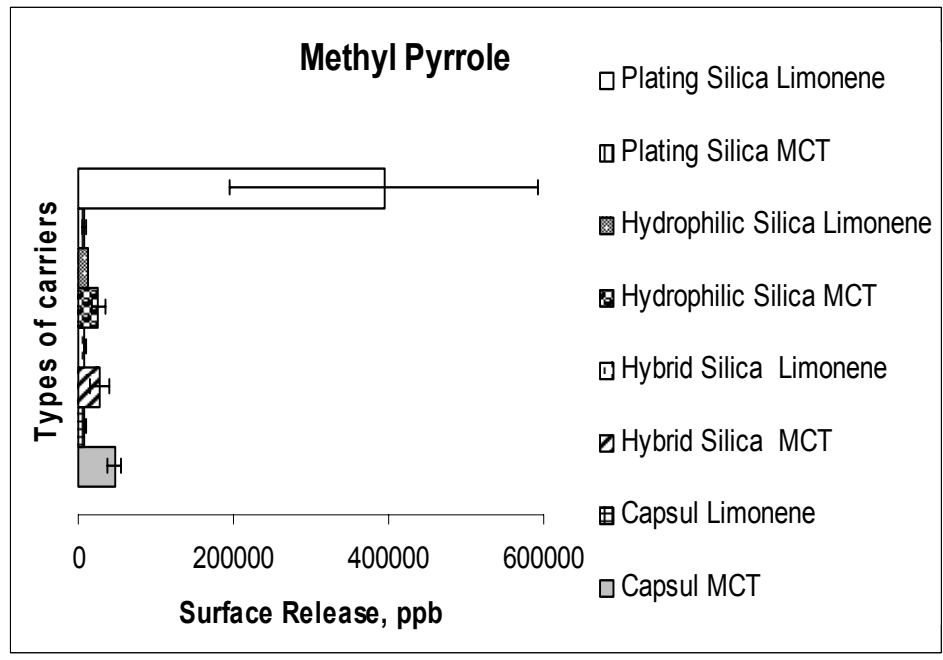 Methyl Pyrrole
Types of carriers
0 200000 400000 600000
Surface Release, ppb
Plating Silica Limonene
Plating Silica MCT
Hydrophilic Silica Limonene
Hydrophilic Silica MCT
Hybrid Silica Limonene
Hybrid Silica MCT
Capsul Limonene
Capsul MCT